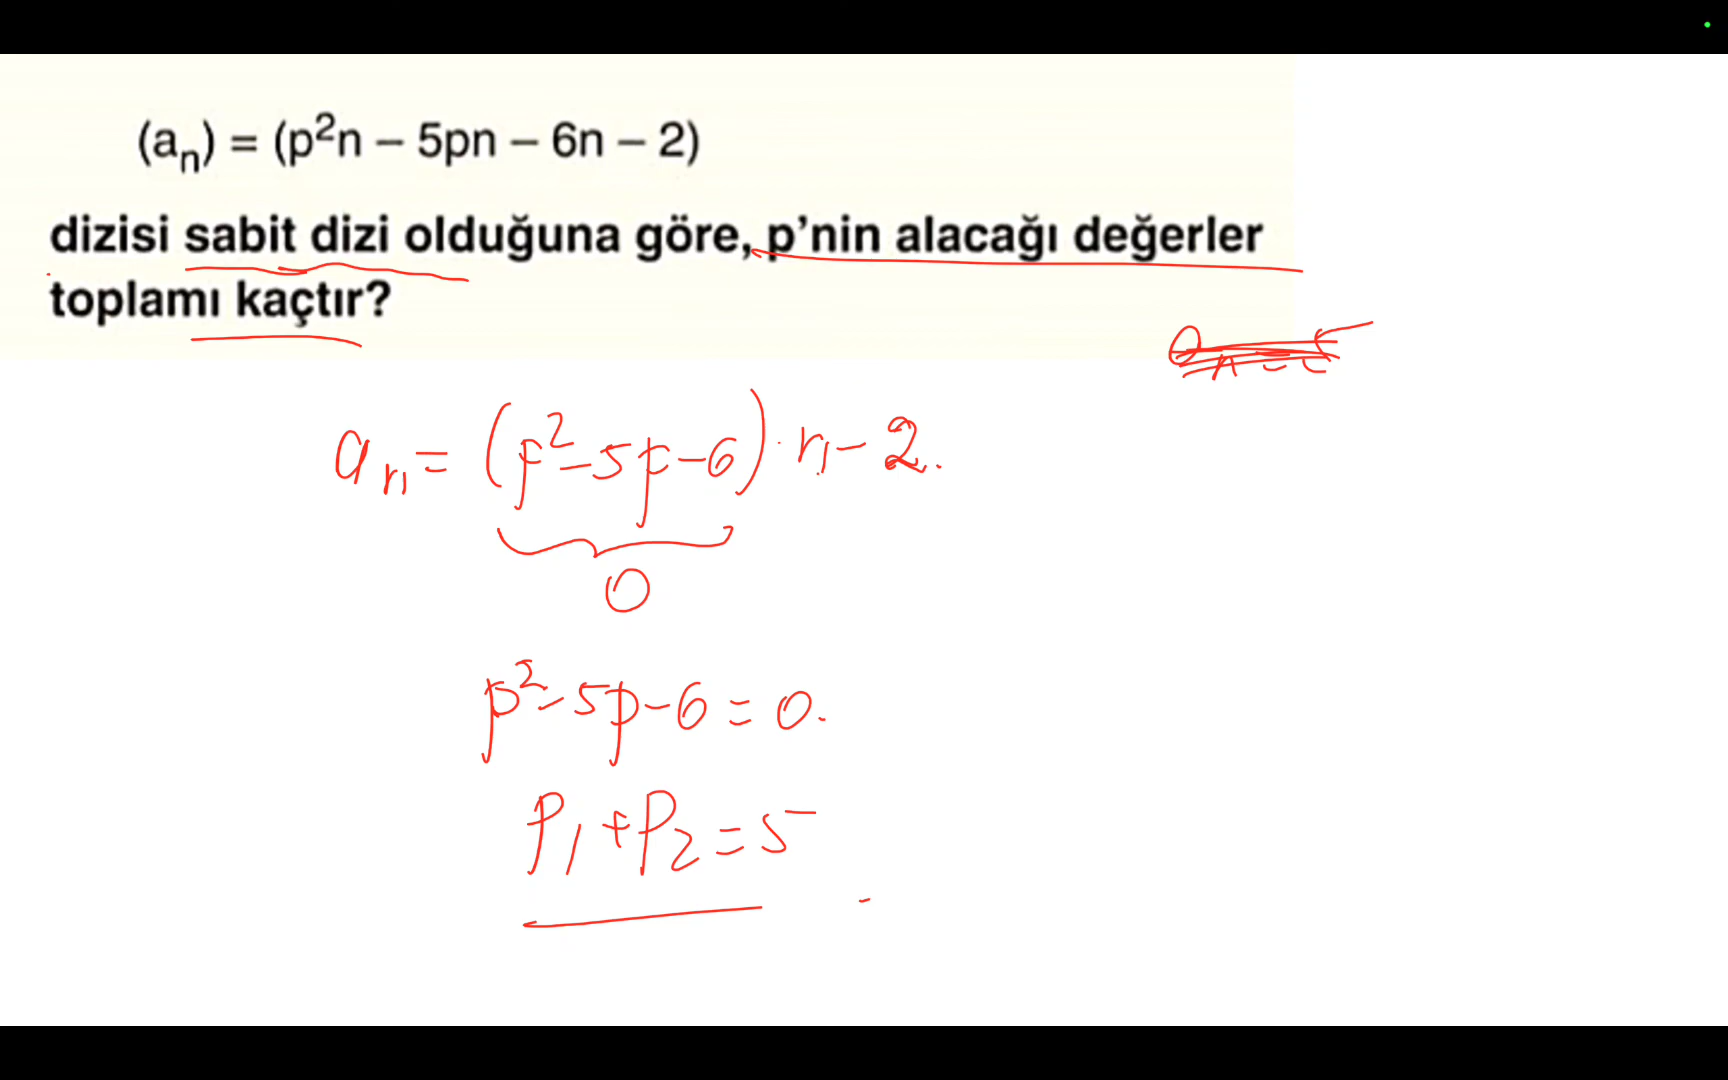 (aₙ) = (p²n – 5pn – 6n – 2)
dizisi sabit dizi olduğuna göre, p’nin alacağı değerler
toplamı kaçtır?
aₙ = (p² – 5p – 6) · n – 2.
0
p² – 5p – 6 = 0.
P₁ + P₂ = 5